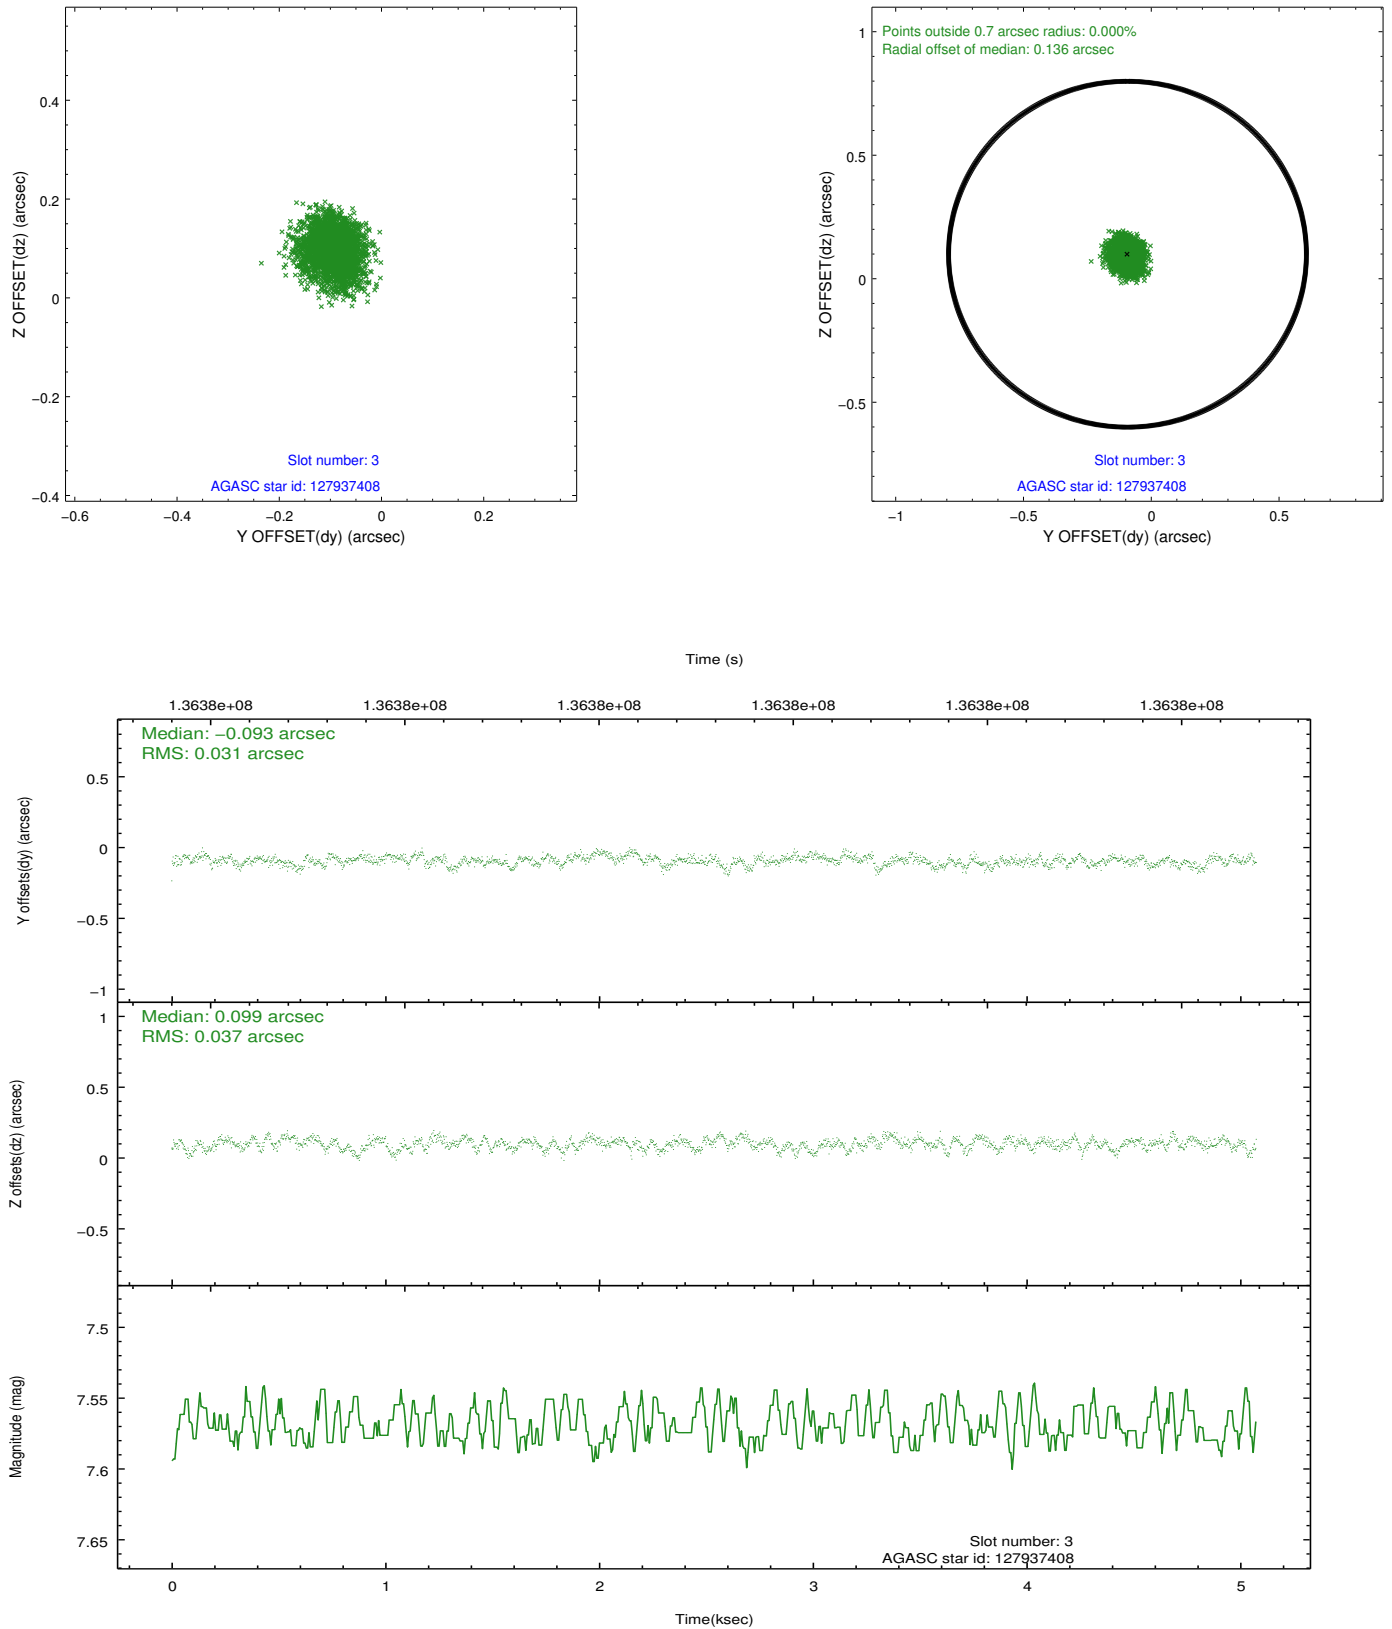 0.4
0.2
0
−0.2
−0.4
Z OFFSET(dz) (arcsec)
Slot number: 3
AGASC star id: 127937408
−0.6 −0.4 −0.2 0 0.2
Y OFFSET(dy) (arcsec)
Points outside 0.7 arcsec radius: 0.000%
Radial offset of median: 0.136 arcsec
1
0.5
0
−0.5
Z OFFSET(dz) (arcsec)
Slot number: 3
AGASC star id: 127937408
−1 −0.5 0 0.5
Y OFFSET(dy) (arcsec)
Time (s)
1.3638e+08 1.3638e+08 1.3638e+08 1.3638e+08 1.3638e+08 1.3638e+08
Median: −0.093 arcsec
RMS: 0.031 arcsec
0.5
0
−0.5
−1
Y offsets(dy) (arcsec)
Median: 0.099 arcsec
RMS: 0.037 arcsec
1
0.5
0
−0.5
Z offsets(dz) (arcsec)
7.5
7.55
7.6
7.65
Magnitude (mag)
Slot number: 3
AGASC star id: 127937408
0 1 2 3 4 5
Time(ksec)